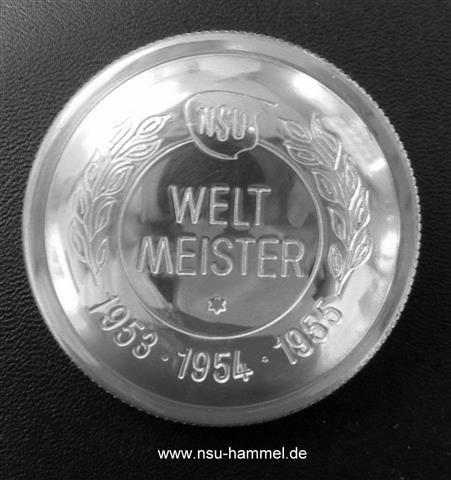 NSU
WELT
MEISTER
1953 · 1954 · 1955
www.nsu-hammel.de